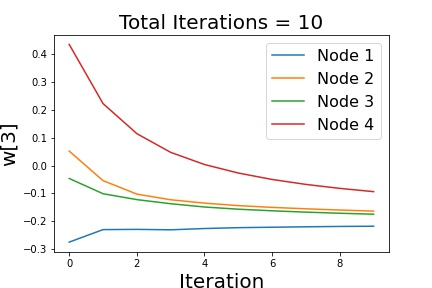 Total Iterations = 10
w[3]
0.4
0.3
0.2
0.1
0.0
−0.1
−0.2
−0.3
Node 1
Node 2
Node 3
Node 4
0 2 4 6 8
Iteration